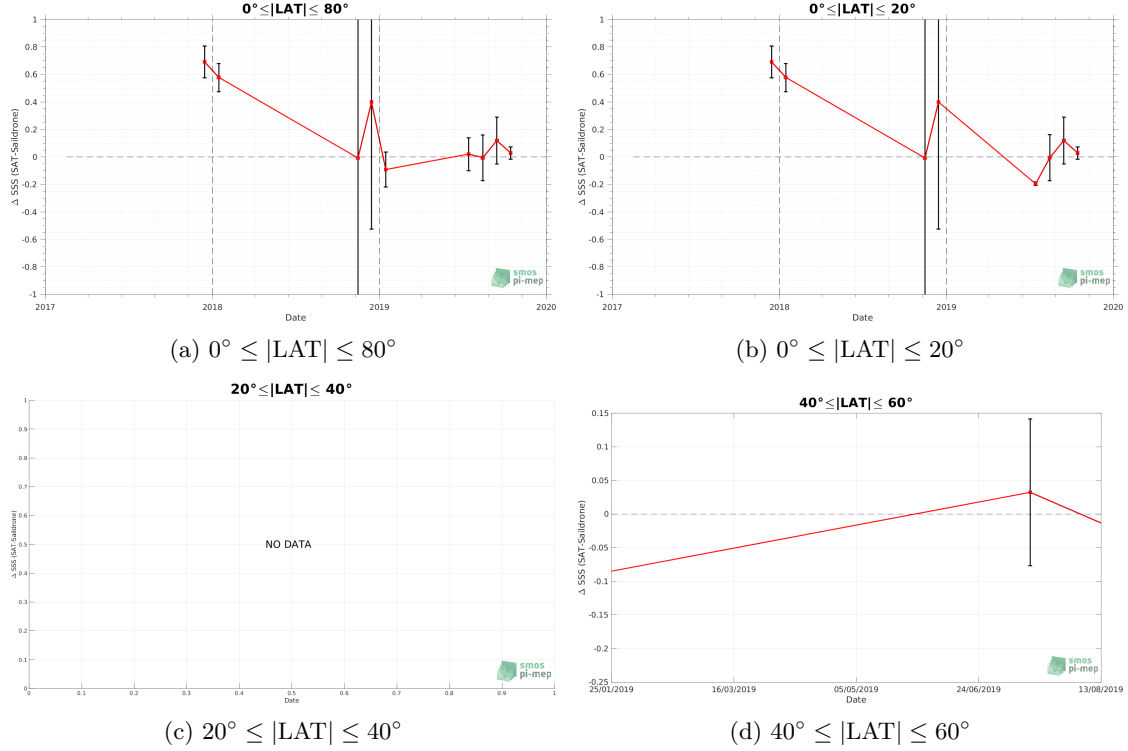 0°≤|LAT|≤ 80°
1
0.8
0.6
0.4
0.2
0
-0.2
-0.4
-0.6
-0.8
-1
Δ SSS (SAT-Saildrone)
2017
2018
2019
2020
Date
smos
pi-mep
(a) 0° ≤ |LAT| ≤ 80°
0°≤|LAT|≤ 20°
1
0.8
0.6
0.4
0.2
0
-0.2
-0.4
-0.6
-0.8
-1
Δ SSS (SAT-Saildrone)
2017
2018
2019
2020
Date
smos
pi-mep
(b) 0° ≤ |LAT| ≤ 20°
20°≤|LAT|≤ 40°
1
0.9
0.8
0.7
0.6
0.5
0.4
0.3
0.2
0.1
0
Δ SSS (SAT-Saildrone)
NO DATA
0
0.1
0.2
0.3
0.4
0.5
0.6
0.7
0.8
0.9
1
Date
smos
pi-mep
(c) 20° ≤ |LAT| ≤ 40°
40°≤|LAT|≤ 60°
0.15
0.1
0.05
0
-0.05
-0.1
-0.15
-0.2
-0.25
Δ SSS (SAT-Saildrone)
25/01/2019
16/03/2019
05/05/2019
24/06/2019
13/08/2019
Date
smos
pi-mep
(d) 40° ≤ |LAT| ≤ 60°